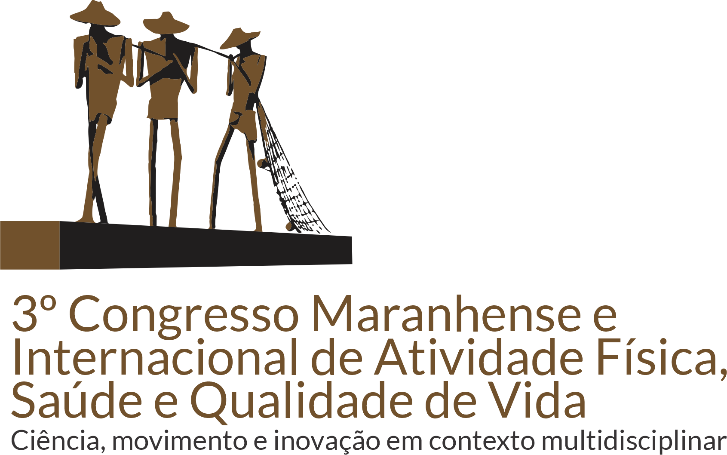 3º Congresso Maranhense e
Internacional de Atividade Física,
Saúde e Qualidade de Vida
Ciência, movimento e inovação em contexto multidisciplinar